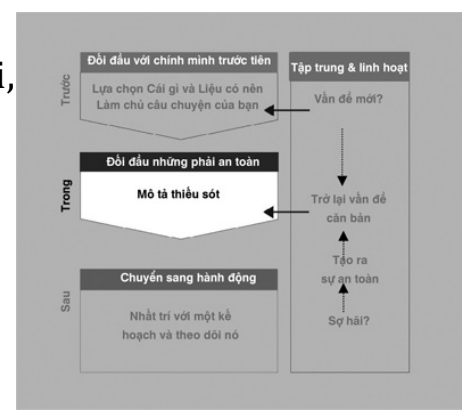 i,
Đối đầu với chính mình trước tiên
Trước
Lựa chọn Cái gì và Liệu có nên
Làm chủ câu chuyện của bạn
Đối đầu những phải an toàn
Trong
Mô tả thiếu sót
Chuyển sang hành động
Sau
Nhất trí với một kế
hoạch và theo dõi nó
Tập trung & linh hoạt
Vấn đề mới?
Trở lại vấn đề
căn bản
Tạo ra
sự an toàn
Sợ hãi?